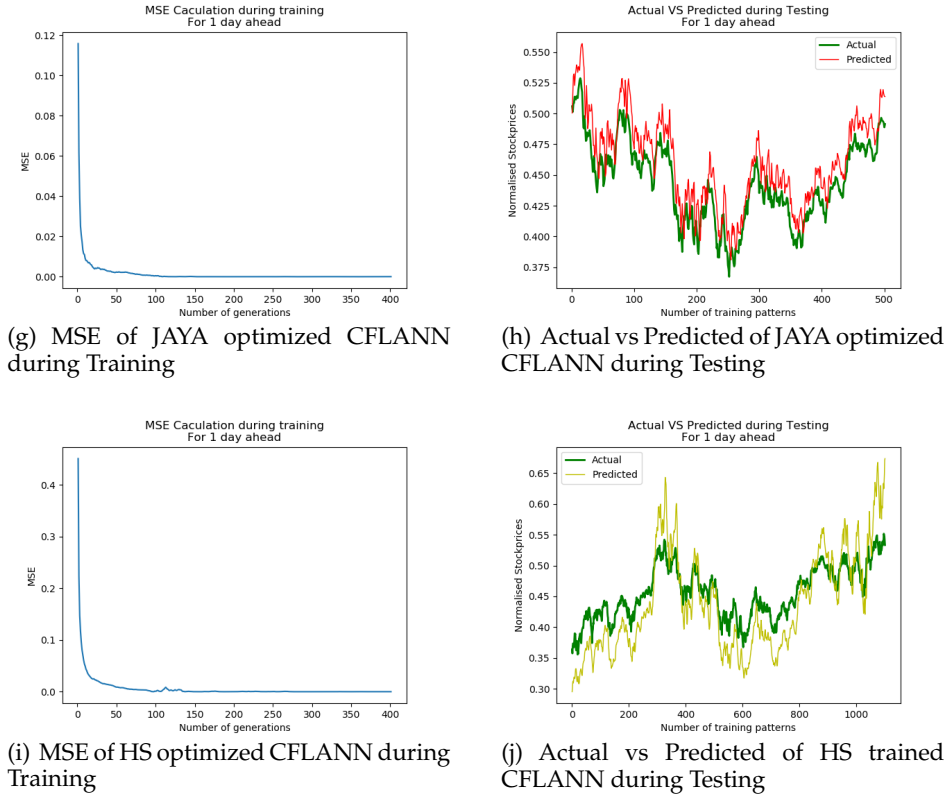 MSE Caculation during training
For 1 day ahead
0.12
0.10
0.08
0.06
0.04
0.02
0.00
MSE
0 50 100 150 200 250 300 350 400
Number of generations
(g) MSE of JAYA optimized CFLANN
during Training
Actual VS Predicted during Testing
For 1 day ahead
Actual
Predicted
0.550
0.525
0.500
0.475
0.450
0.425
0.400
0.375
Normalised Stockprices
0 100 200 300 400 500
Number of training patterns
(h) Actual vs Predicted of JAYA optimized
CFLANN during Testing
MSE Caculation during training
For 1 day ahead
0.4
0.3
0.2
0.1
0.0
MSE
0 50 100 150 200 250 300 350 400
Number of generations
(i) MSE of HS optimized CFLANN during
Training
Actual VS Predicted during Testing
For 1 day ahead
Actual
Predicted
0.65
0.60
0.55
0.50
0.45
0.40
0.35
0.30
Normalised Stockprices
0 200 400 600 800 1000
Number of training patterns
(j) Actual vs Predicted of HS trained
CFLANN during Testing